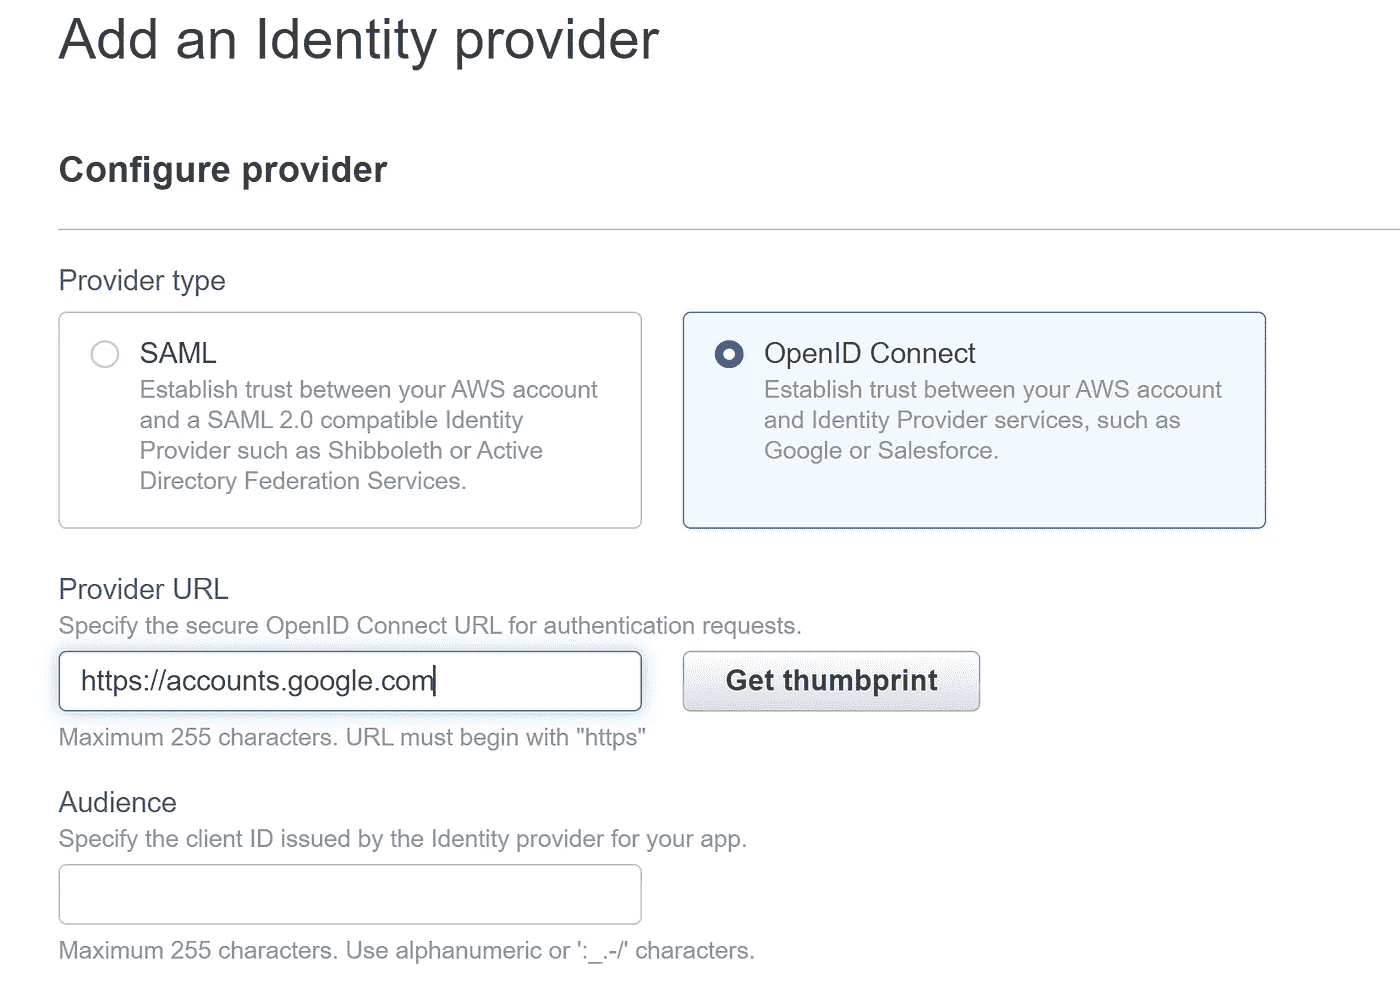 Add an Identity provider
Configure provider
Provider type
SAML
Establish trust between your AWS account
and a SAML 2.0 compatible Identity
Provider such as Shibboleth or Active
Directory Federation Services.
OpenID Connect
Establish trust between your AWS account
and Identity Provider services, such as
Google or Salesforce.
Provider URL
Specify the secure OpenID Connect URL for authentication requests.
https://accounts.google.com
Get thumbprint
Maximum 255 characters. URL must begin with "https"
Audience
Specify the client ID issued by the Identity provider for your app.
Maximum 255 characters. Use alphanumeric or ':_.-/' characters.